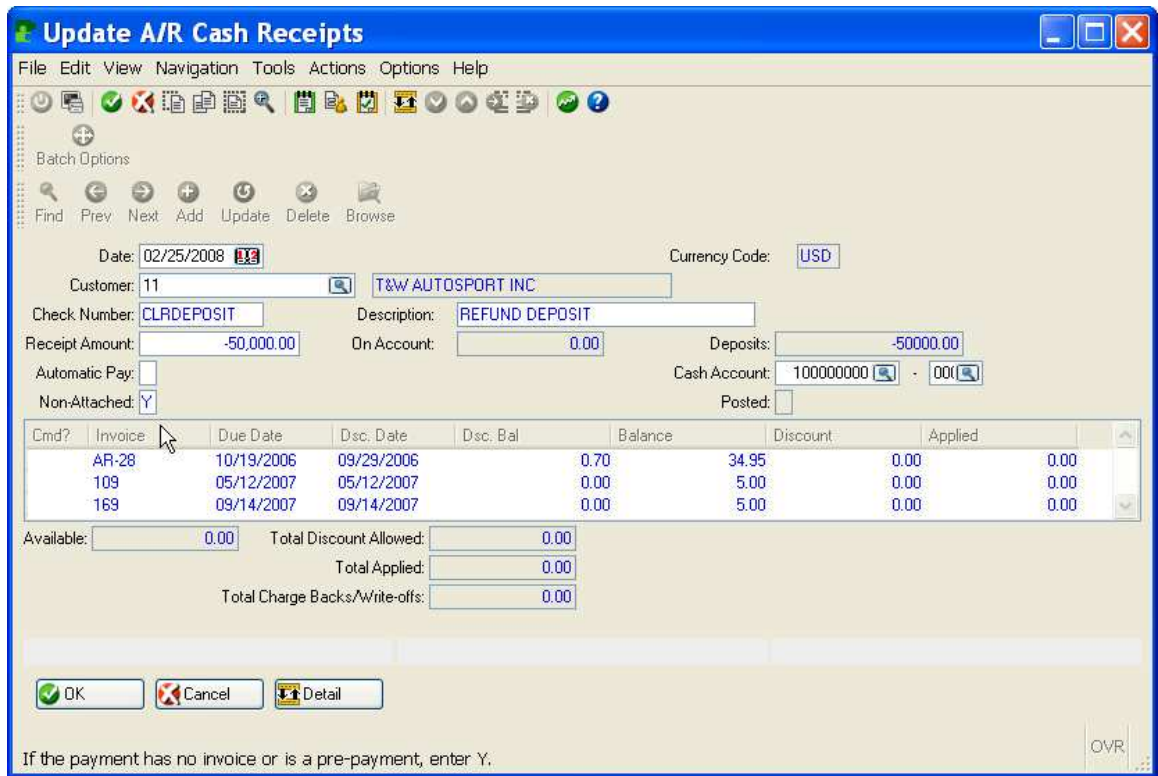 Update A/R Cash Receipts
File Edit View Navigation Tools Actions Options Help
Batch Options
Find Prev Next Add Update Delete Browse
Date: 02/25/2008 Currency Code: USD
Customer: 11 T&W AUTOSPORT INC
Check Number: CLRDEPOSIT Description: REFUND DEPOSIT
Receipt Amount: -50,000.00 On Account: 0.00 Deposits: -50000.00
Automatic Pay: Cash Account: 100000000 - 00(
Non-Attached: Y Posted:
Cmd? Invoice Due Date Dsc. Date Dsc. Bal Balance Discount Applied
AR-28 10/19/2006 09/29/2006 0.70 34.95 0.00 0.00
109 05/12/2007 05/12/2007 0.00 5.00 0.00 0.00
169 09/14/2007 09/14/2007 0.00 5.00 0.00 0.00
Available: 0.00 Total Discount Allowed: 0.00
Total Applied: 0.00
Total Charge Backs/Write-offs: 0.00
OK Cancel Detail
If the payment has no invoice or is a pre-payment, enter Y. OVR